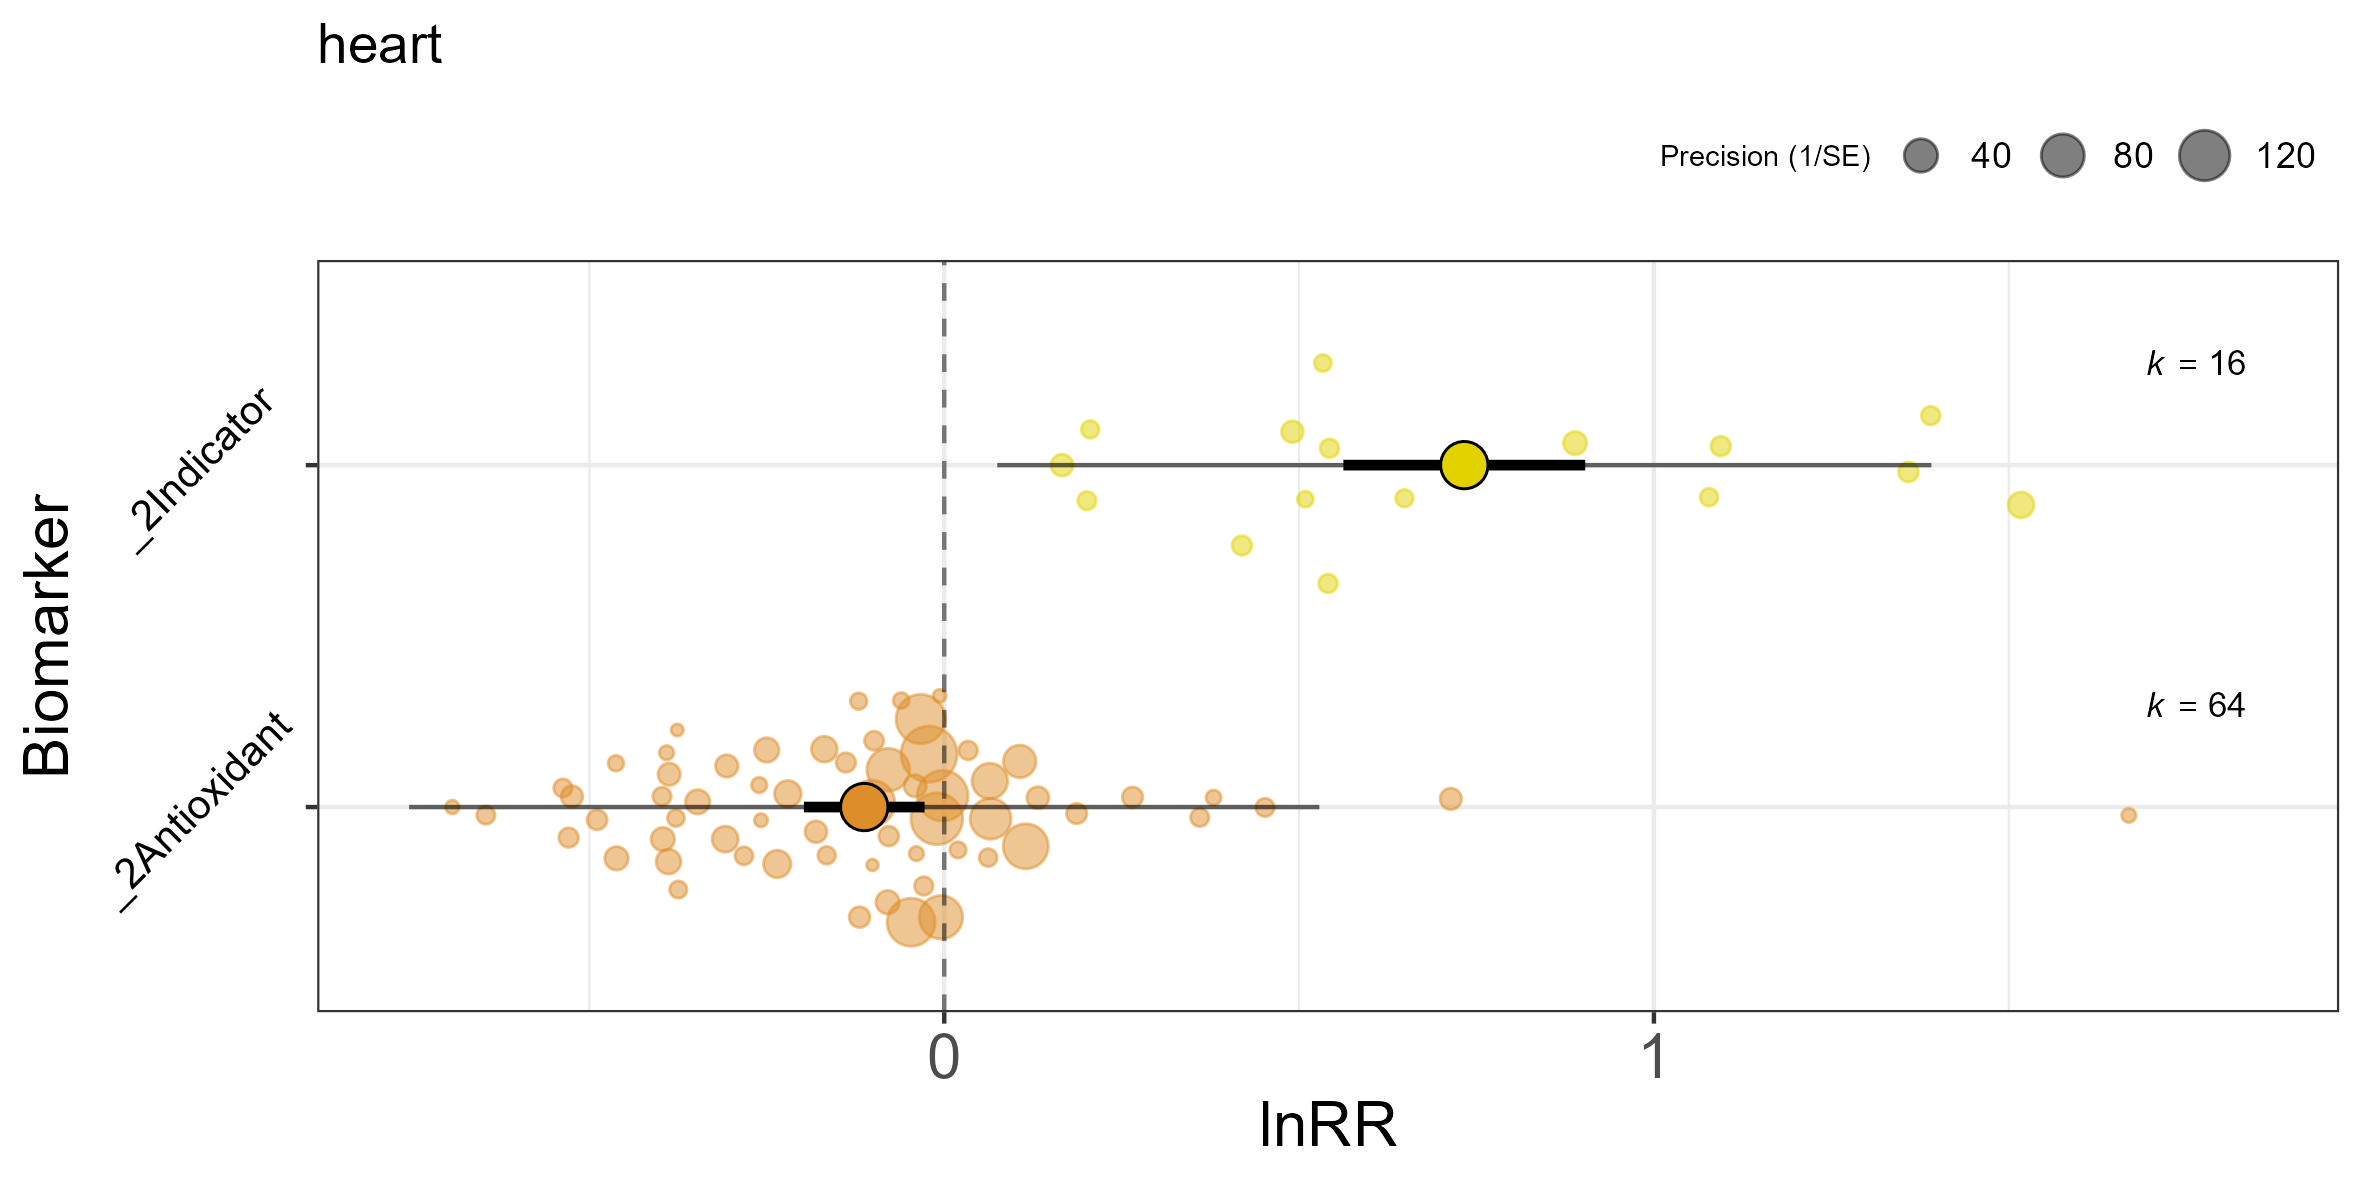 heart
Precision (1/SE) 40 80 120
Biomarker
_2Indicator
k = 16
_2Antioxidant
k = 64
0 1
lnRR